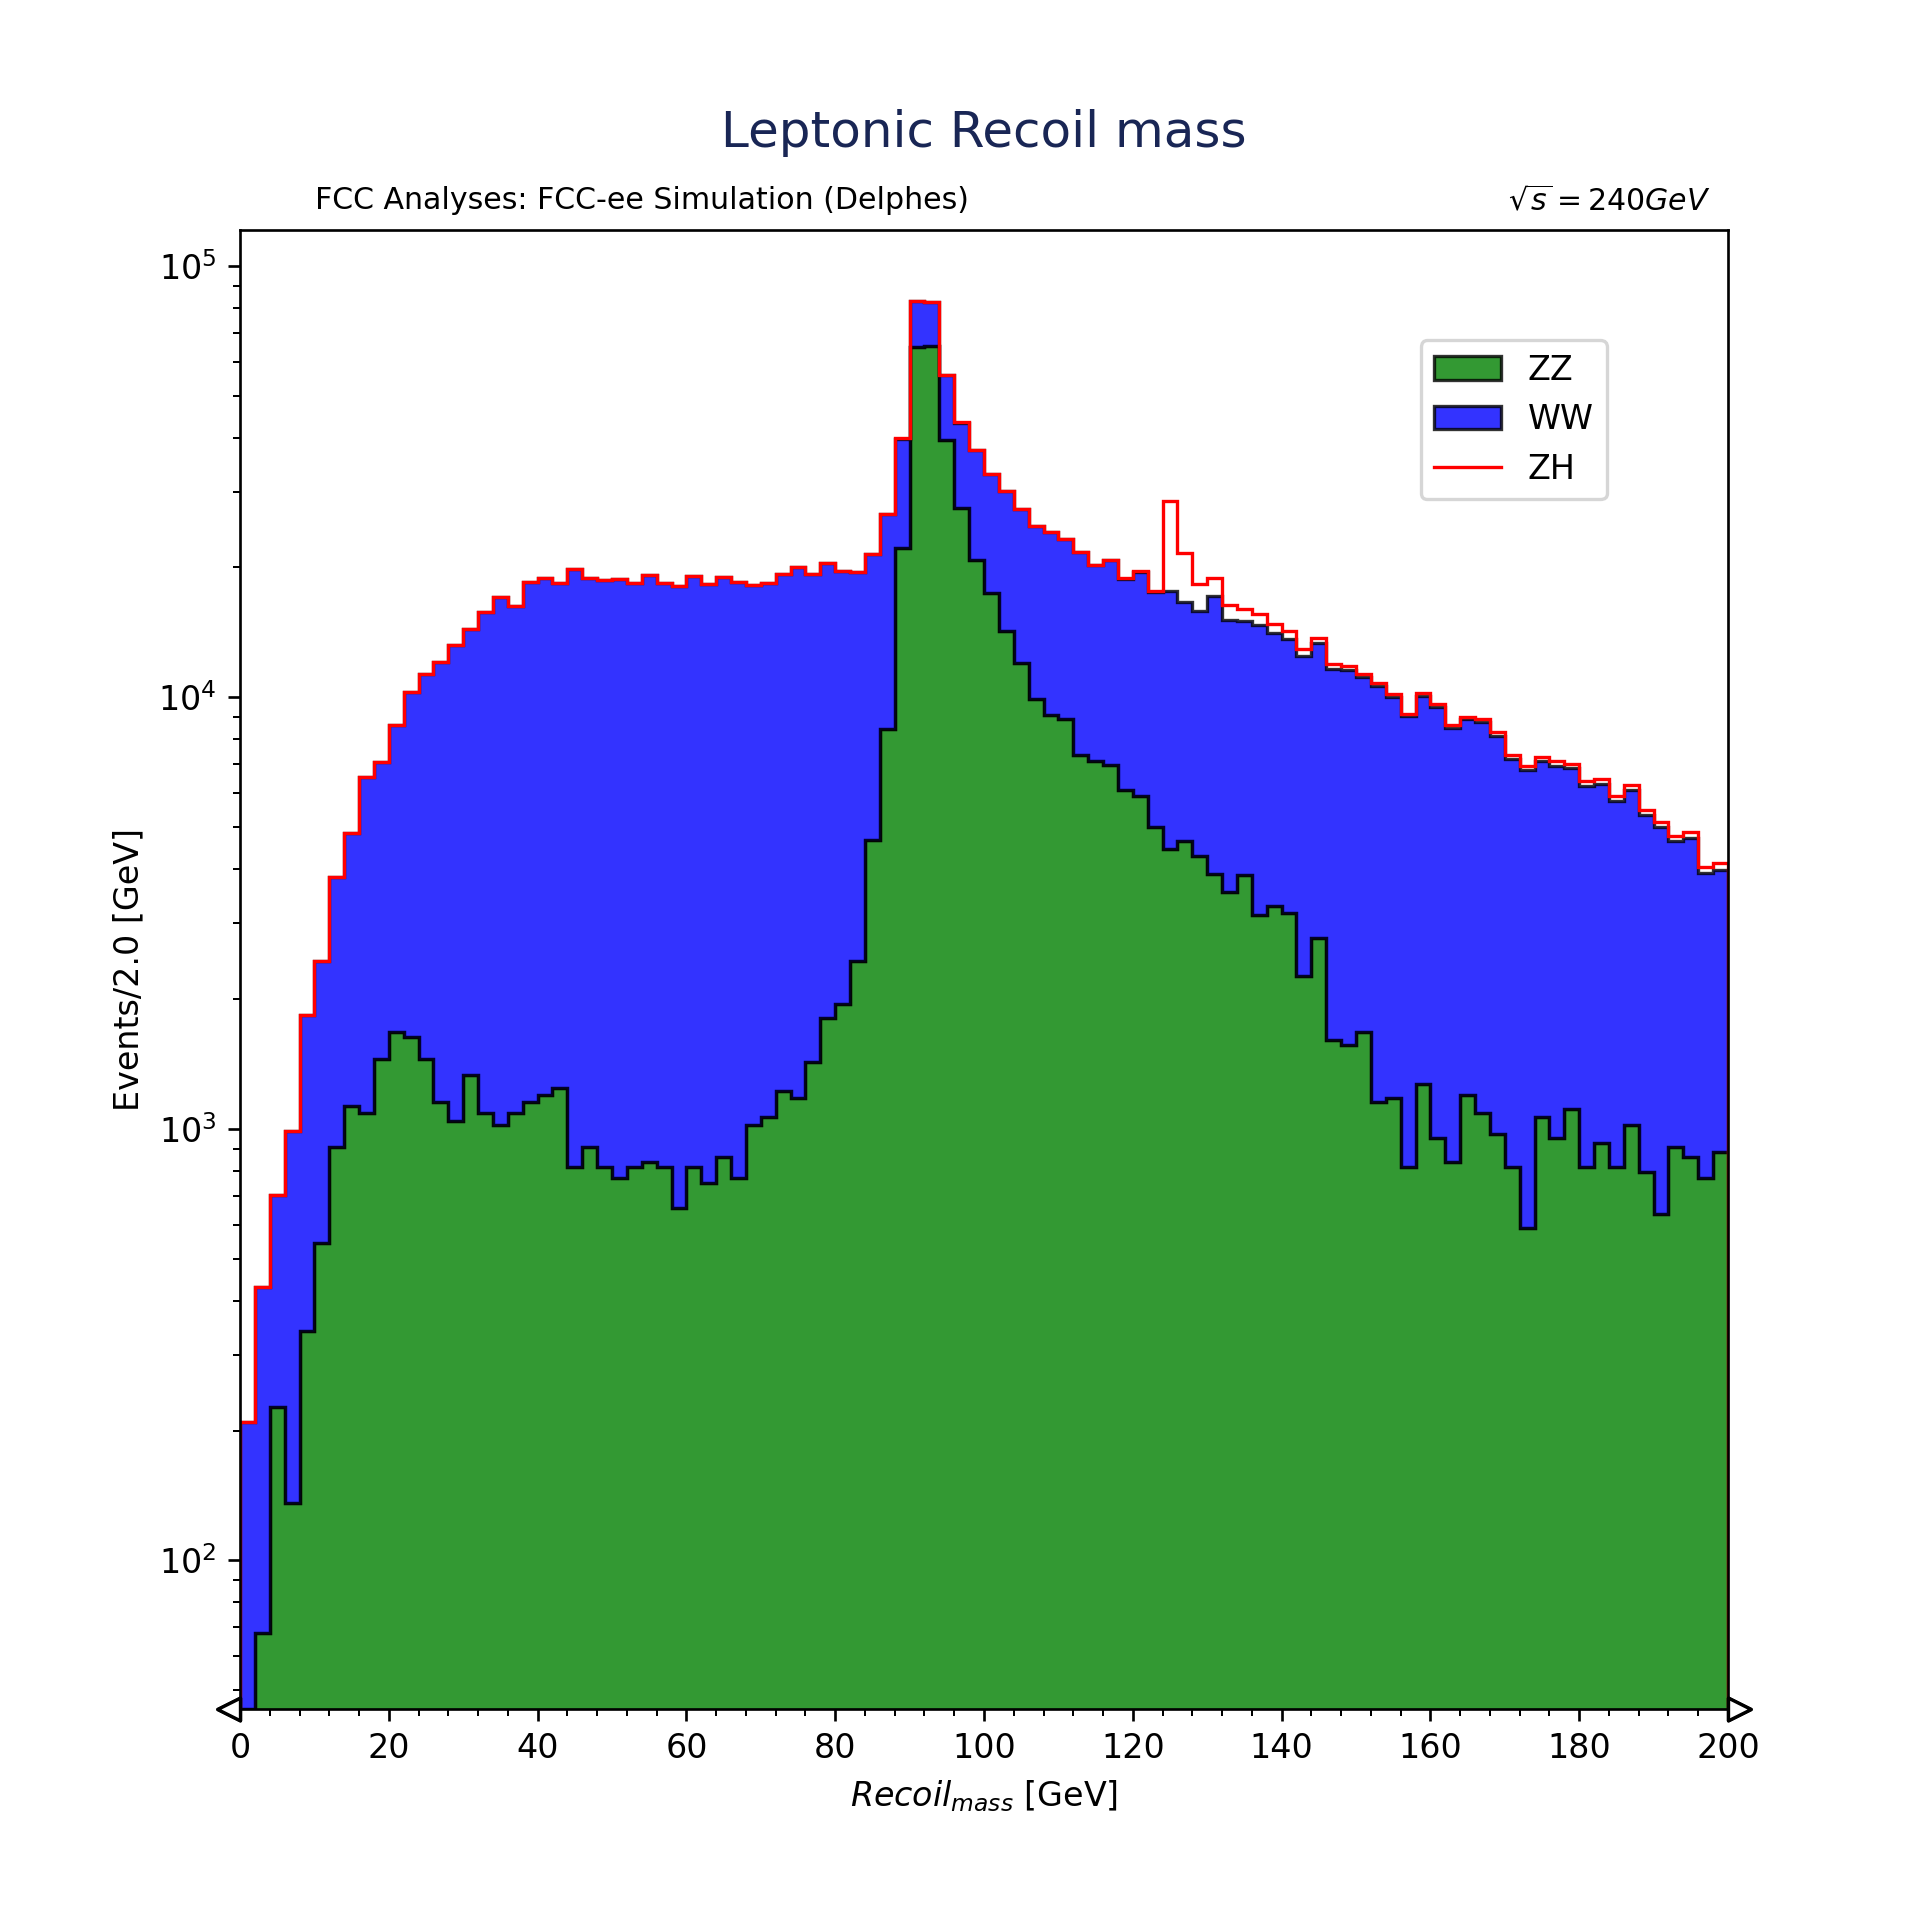 Leptonic Recoil mass
FCC Analyses: FCC-ee Simulation (Delphes)
√s = 240GeV
10⁵
10⁴
10³
10²
Events/2.0 [GeV]
ZZ
WW
ZH
0 20 40 60 80 100 120 140 160 180 200
Recoil_mass [GeV]